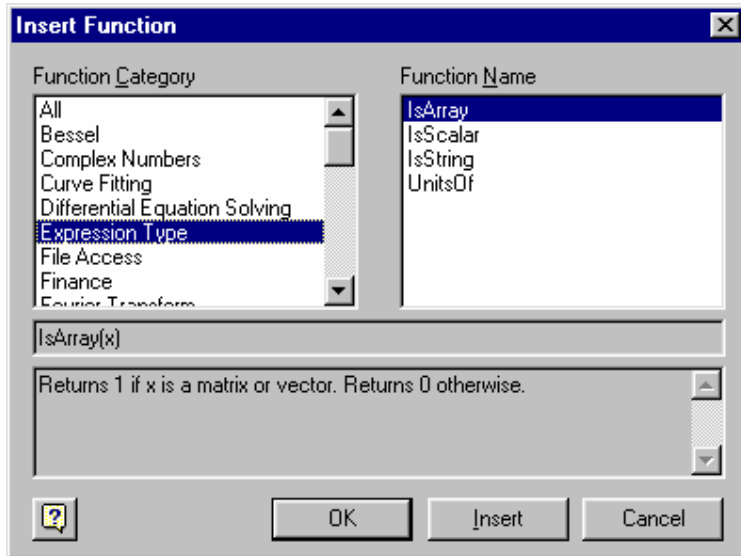 Insert Function
Function Category
All
Bessel
Complex Numbers
Curve Fitting
Differential Equation Solving
Expression Type
File Access
Finance
Fourier Transform
Function Name
IsArray
IsScalar
IsString
UnitsOf
IsArray(x)
Returns 1 if x is a matrix or vector. Returns 0 otherwise.
?
OK
Insert
Cancel